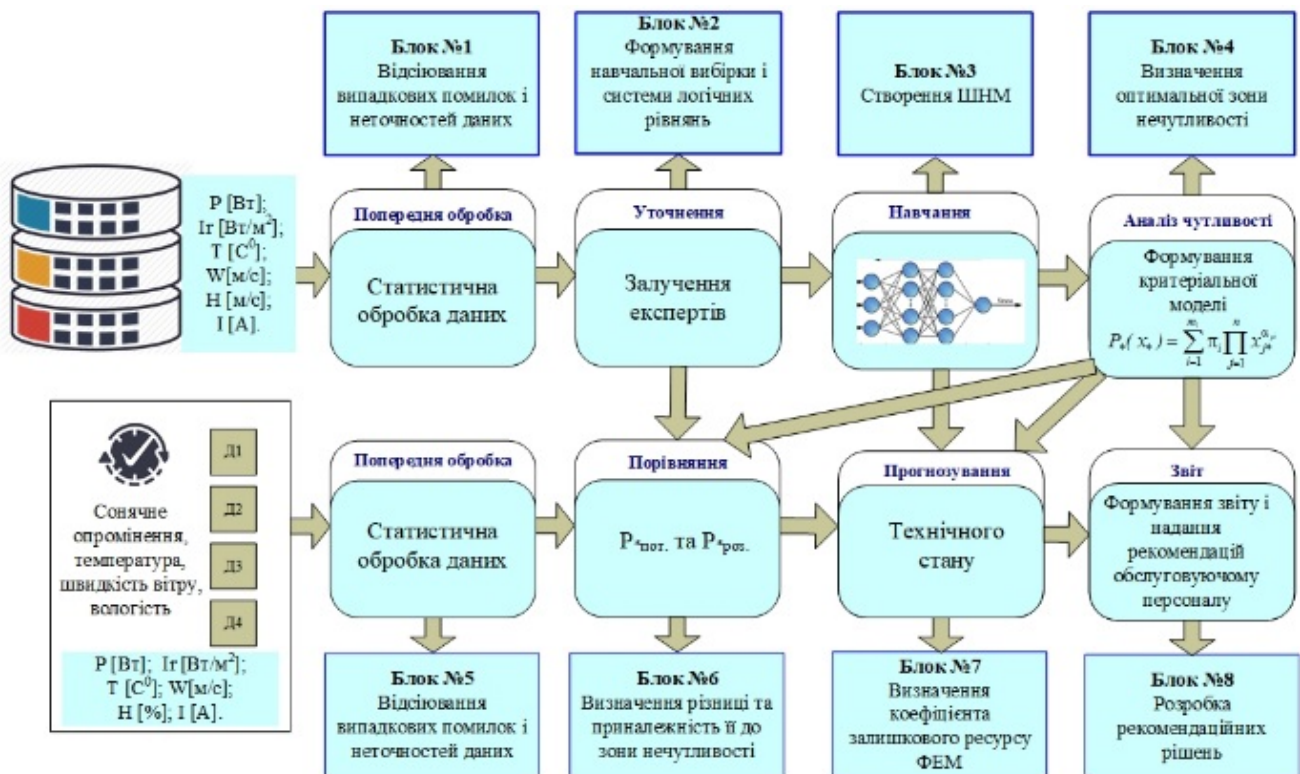 Блок №1
Відсіювання
випадкових помилок і
неточностей даних
Блок №2
Формування
навчальної вибірки і
системи логічних
рівнянь
Блок №3
Створення ШНМ
Блок №4
Визначення
оптимальної зони
нечутливості
P [Вт];
Ir [Вт/м²];
T [C⁰];
W[м/с];
H [м/с];
I [А].
Попередня обробка
Статистична
обробка даних
Уточнення
Залучення
експертів
Навчання
Аналіз чутливості
Формування
критеріальної
моделі
Д1
Д2
Д3
Д4
Сонячне
опромінення,
температура,
швидкість вітру,
вологість
P [Вт]; Ir [Вт/м²];
T [C⁰]; W[м/с];
H [%]; I [А].
Попередня обробка
Статистична
обробка даних
Порівняння
P*пот. та P*роз.
Прогнозування
Технічного
стану
Звіт
Формування звіту і
надання
рекомендацій
обслуговуючому
персоналу
Блок №5
Відсіювання
випадкових помилок і
неточностей даних
Блок №6
Визначення різниці та
приналежність її до
зони нечутливості
Блок №7
Визначення
коефіцієнта
залишкового ресурсу
ФЕМ
Блок №8
Розробка
рекомендаційних
рішень